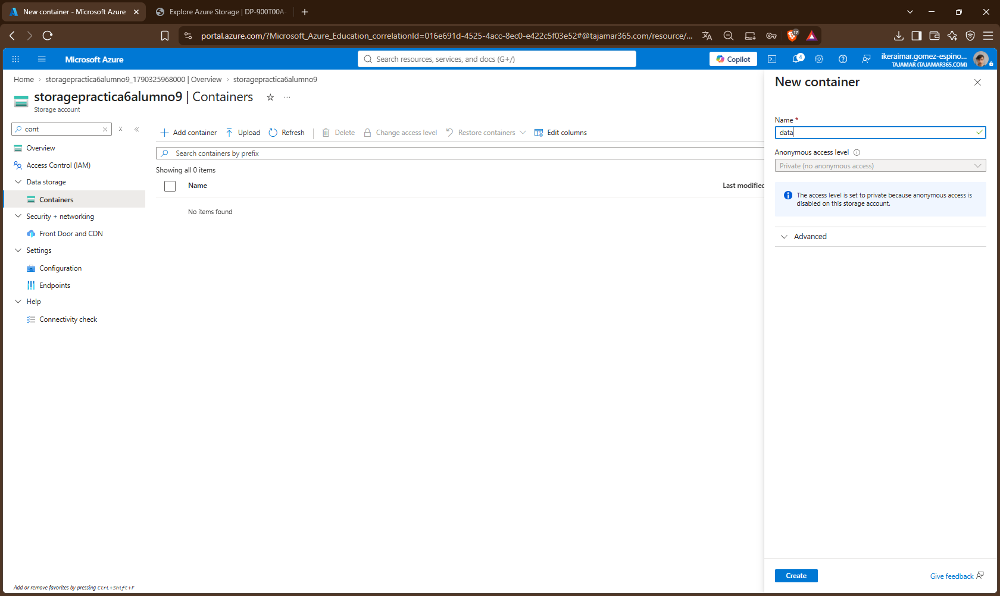 New container - Microsoft Azure
Explore Azure Storage | DP-900T00A-
portal.azure.com/?Microsoft_Azure_Education_correlationId=016e691d-4525-4acc-8ec0-e422c5f03e52#@tajamar365.com/resource/...
17
Microsoft Azure
Search resources, services, and docs (G+/)
Copilot
4
ikeraimar.gomez-espino...
TAJAMAR (TAJAMAR365.COM)
Home > storagepractica6alumno9_1790325968000 | Overview > storagepractica6alumno9
storagepractica6alumno9 | Containers
Storage account
cont
Overview
Access Control (IAM)
Data storage
Containers
Security + networking
Front Door and CDN
Settings
Configuration
Endpoints
Help
Connectivity check
Add or remove favorites by pressing Ctrl+Shift+F
Add container
Upload
Refresh
Delete
Change access level
Restore containers
Edit columns
Search containers by prefix
Showing all 0 items
Name
Last modified
No items found
New container
Name *
data
Anonymous access level
Private (no anonymous access)
The access level is set to private because anonymous access is
disabled on this storage account.
Advanced
Create
Give feedback